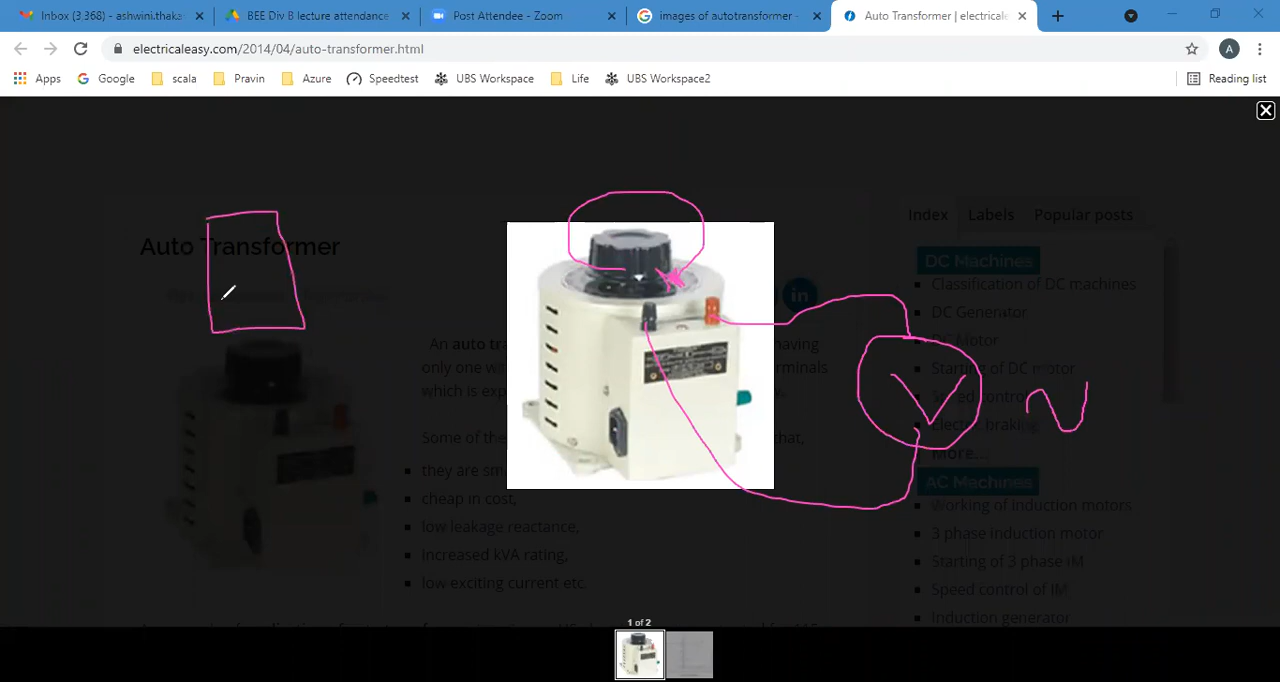 Inbox (3,368) - ashwini.thaka
BEE Div B lecture attendance
Post Attendee - Zoom
images of autotransformer -
Auto Transformer | electricale
electricaleasy.com/2014/04/auto-transformer.html
A
Apps
Google
scala
Pravin
Azure
Speedtest
UBS Workspace
Life
UBS Workspace2
Reading list
Index
Labels
Popular posts
Auto Transformer
DC Machines
Classification of DC machines
DC Generator
DC Motor
Starting of DC motor
Electric braking
More...
AC Machines
Working of induction motors
3 phase induction motor
Starting of 3 phase IM
Speed control of IM
Induction generator
in
An auto tra
having
only one w
terminals
which is exp
Some of the
that,
they are sm
cheap in cost,
low leakage reactance,
increased kVA rating,
low exciting current etc.
V
1 of 2